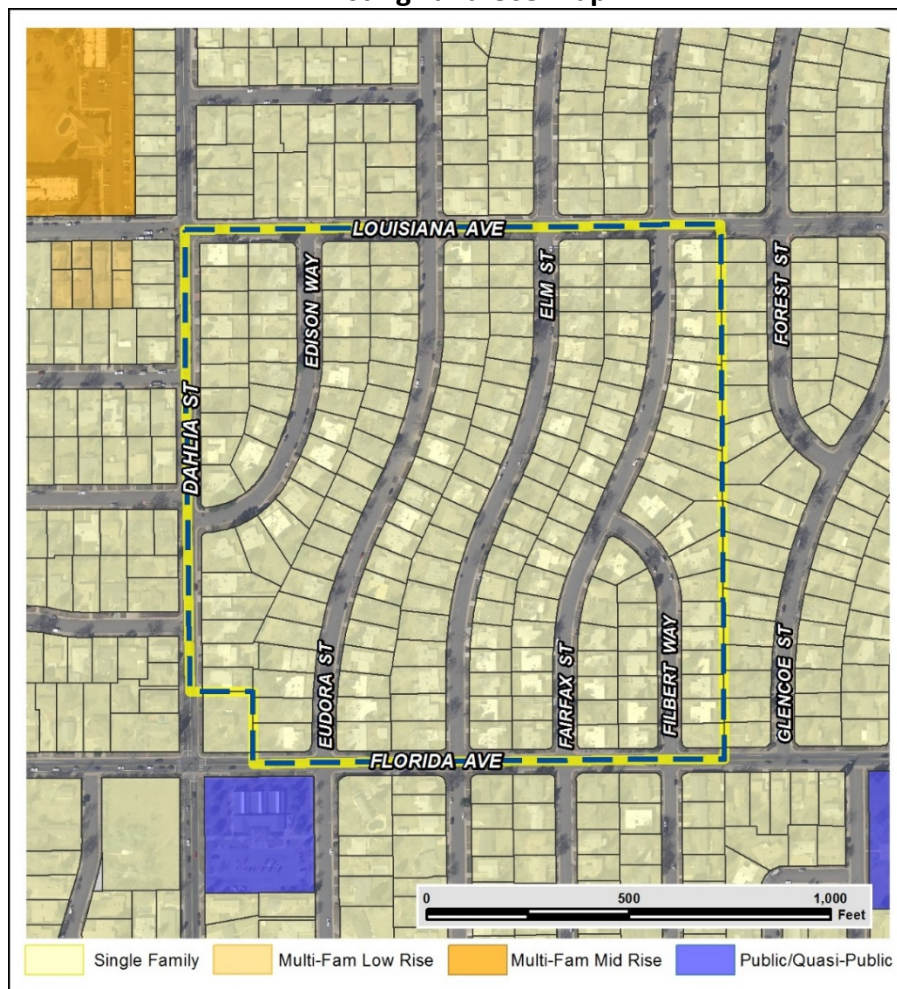 LOUISIANA AVE
EDISON WAY
ELM ST
FOREST ST
DAHLIA ST
EUDORA ST
FAIRFAX ST
FILBERT WAY
GLENCOE ST
FLORIDA AVE
0 500 1,000
Feet
Single Family
Multi-Fam Low Rise
Multi-Fam Mid Rise
Public/Quasi-Public